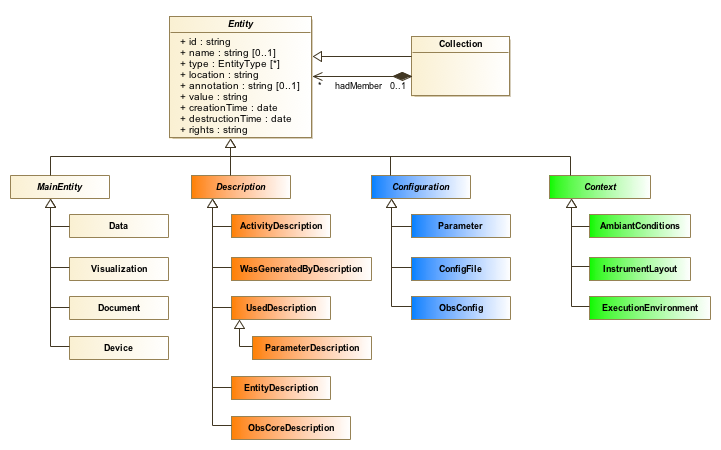 Entity
+ id : string
+ name : string [0..1]
+ type : EntityType [*]
+ location : string
+ annotation : string [0..1]
+ value : string
+ creationTime : date
+ destructionTime : date
+ rights : string
Collection
* hadMember 0..1
MainEntity
Description
Configuration
Context
Data
ActivityDescription
Parameter
AmbiantConditions
Visualization
WasGeneratedByDescription
ConfigFile
InstrumentLayout
Document
UsedDescription
ObsConfig
ExecutionEnvironment
Device
ParameterDescription
EntityDescription
ObsCoreDescription